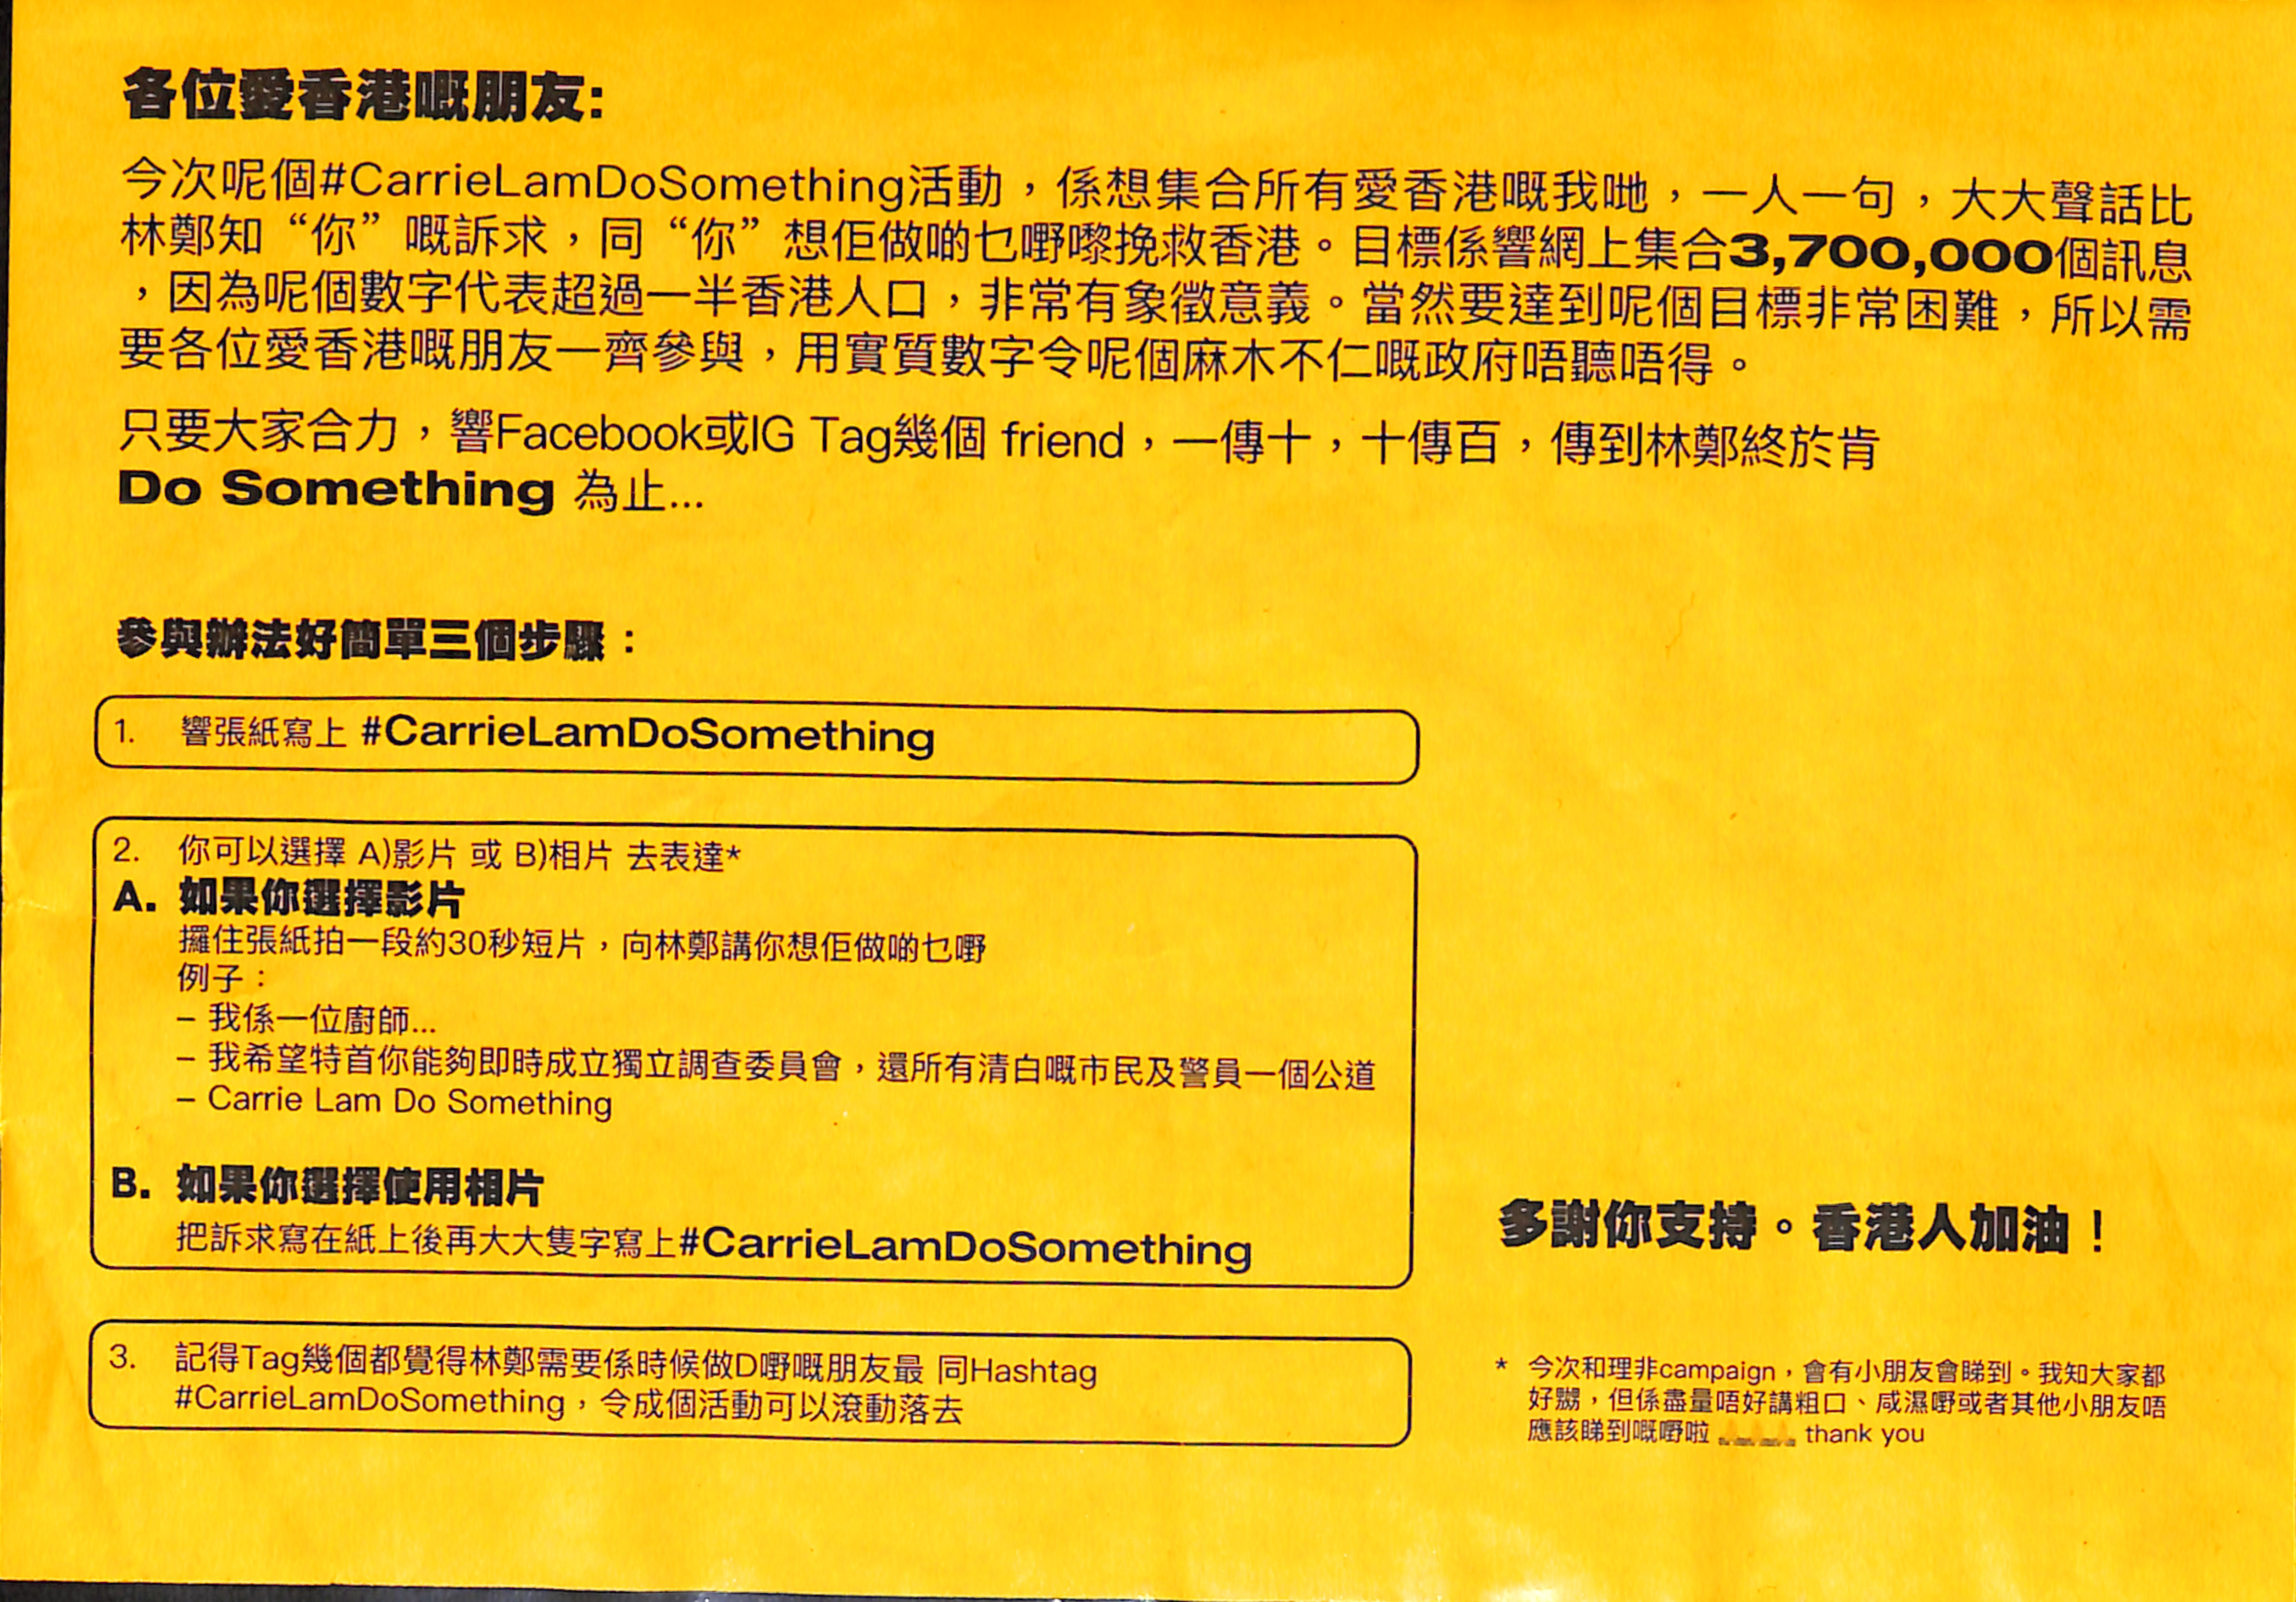 各位愛香港嘅朋友:
今次呢個#CarrieLamDoSomething活動，係想集合所有愛香港嘅我哋，一人一句，大大聲話比
林鄭知“你”嘅訴求，同“你”想佢做啲乜嘢嚟挽救香港。目標係響網上集合3,700,000個訊息
，因為呢個數字代表超過一半香港人口，非常有象徵意義。當然要達到呢個目標非常困難，所以需
要各位愛香港嘅朋友一齊參與，用實質數字令呢個麻木不仁嘅政府唔聽唔得。
只要大家合力，響Facebook或IG Tag幾個 friend，一傳十，十傳百，傳到林鄭終於肯
Do Something 為止...
參與辦法好簡單三個步驟：
1. 響張紙寫上 #CarrieLamDoSomething
2. 你可以選擇 A)影片 或 B)相片 去表達*
A. 如果你選擇影片
攞住張紙拍一段約30秒短片，向林鄭講你想佢做啲乜嘢
例子：
– 我係一位廚師...
– 我希望特首你能夠即時成立獨立調查委員會，還所有清白嘅市民及警員一個公道
– Carrie Lam Do Something
B. 如果你選擇使用相片
把訴求寫在紙上後再大大隻字寫上#CarrieLamDoSomething
3. 記得Tag幾個都覺得林鄭需要係時候做D嘢嘅朋友最 同Hashtag
#CarrieLamDoSomething，令成個活動可以滾動落去
多謝你支持。香港人加油！
* 今次和理非campaign，會有小朋友會睇到。我知大家都
好嬲，但係盡量唔好講粗口、咸濕嘢或者其他小朋友唔
應該睇到嘅嘢啦 🙏🙏🙏 thank you